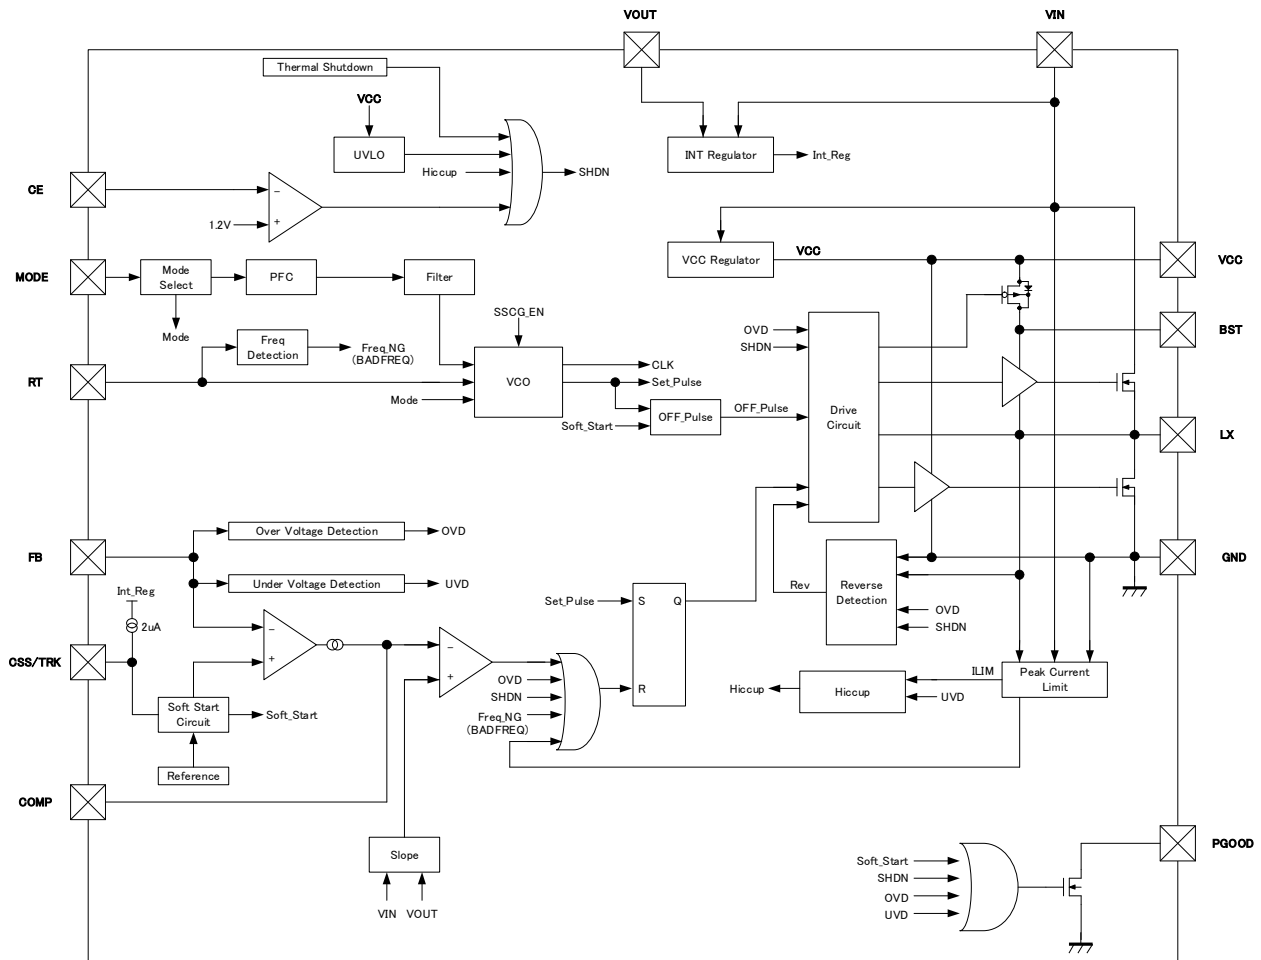 VOUT
VIN
Thermal Shutdown
VCC
UVLO
INT Regulator
Int_Reg
Hiccup
SHDN
CE
1.2V
VCC Regulator
VCC
VCC
MODE
Mode
Select
PFC
Filter
Mode
SSCG_EN
OVD
SHDN
BST
Freq
Detection
Freq_NG
(BADFREQ)
CLK
RT
VCO
Set_Pulse
Mode
OFF_Pulse
OFF_Pulse
Soft_Start
Drive
Circuit
LX
Over Voltage Detection
OVD
FB
GND
Under Voltage Detection
UVD
Rev
Reverse
Detection
Int_Reg
2uA
Set_Pulse
S
Q
OVD
SHDN
−
+
−
+
−
+
CSS/TRK
OVD
SHDN
Freq_NG
(BADFREQ)
R
ILIM
Peak Current
Limit
Hiccup
Hiccup
UVD
Soft Start
Circuit
Soft_Start
Reference
COMP
Slope
VIN
VOUT
PGOOD
Soft_Start
SHDN
OVD
UVD